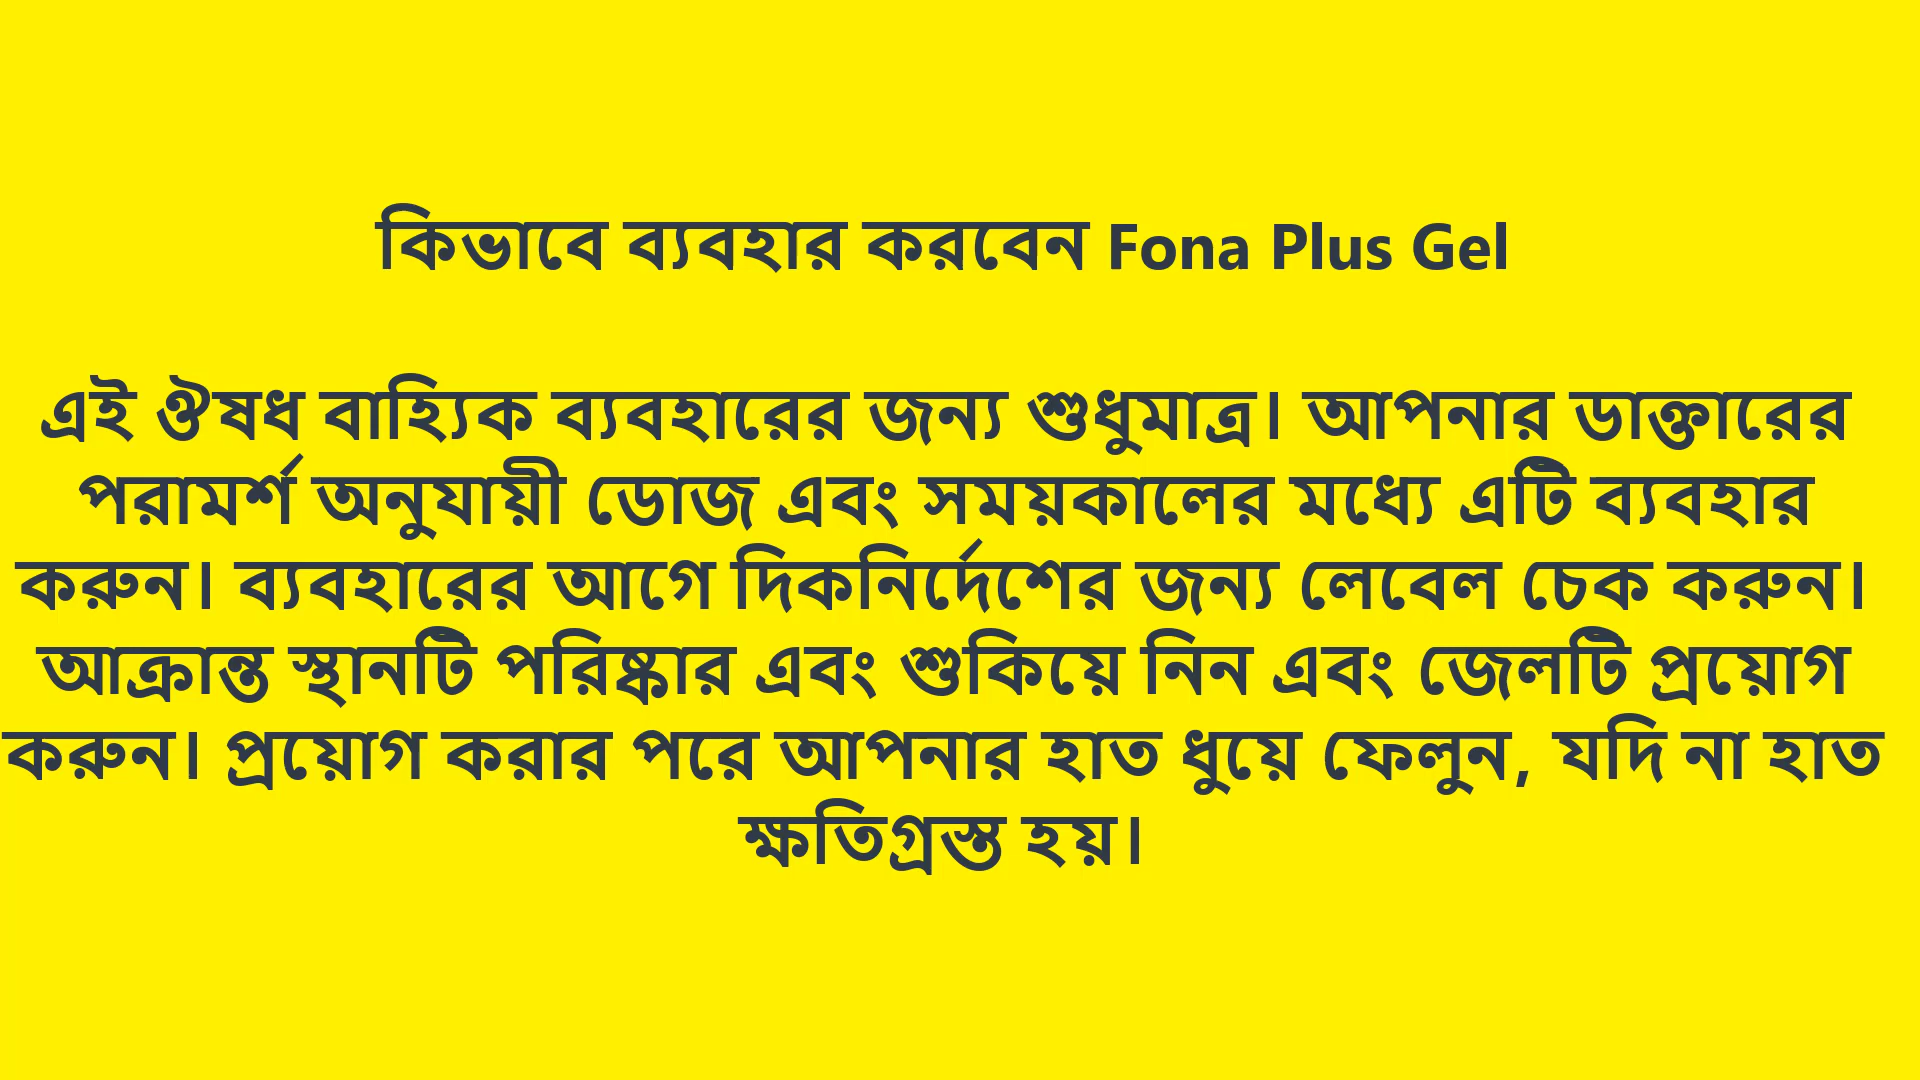 কিভাবে ব্যবহার করবেন Fona Plus Gel
এই ঔষধ বাহ্যিক ব্যবহারের জন্য শুধুমাত্র। আপনার ডাক্তারের
পরামর্শ অনুযায়ী ডোজ এবং সময়কালের মধ্যে এটি ব্যবহার
করুন। ব্যবহারের আগে দিকনির্দেশের জন্য লেবেল চেক করুন।
আক্রান্ত স্থানটি পরিষ্কার এবং শুকিয়ে নিন এবং জেলটি প্রয়োগ
করুন। প্রয়োগ করার পরে আপনার হাত ধুয়ে ফেলুন, যদি না হাত
ক্ষতিগ্রস্ত হয়।